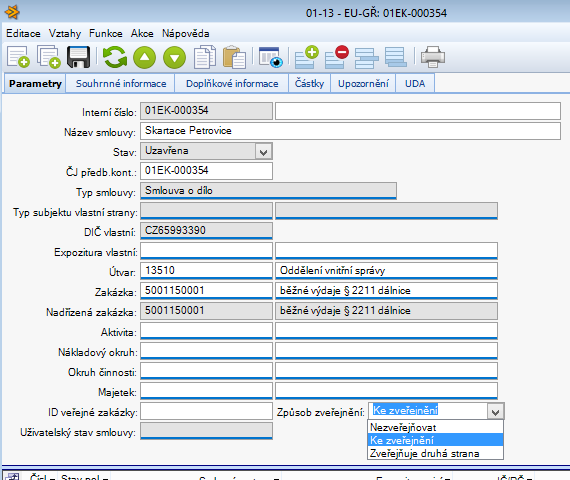 01-13 - EU-GŘ: 01EK-000354
Editace Vztahy Funkce Akce Nápověda
Parametry Souhrnné informace Doplňkové informace Částky Upozornění UDA
Interní číslo: 01EK-000354
Název smlouvy: Skartace Petrovice
Stav: Uzavřena
ČJ předb.kont.: 01EK-000354
Typ smlouvy: Smlouva o dílo
Typ subjektu vlastní strany:
DIČ vlastní: CZ65993390
Expozitura vlastní:
Útvar: 13510 Oddělení vnitřní správy
Zakázka: 5001150001 běžné výdaje § 2211 dálnice
Nadřízená zakázka: 5001150001 běžné výdaje § 2211 dálnice
Aktivita:
Nákladový okruh:
Okruh činnosti:
Majetek:
ID veřejné zakázky: Způsob zveřejnění: Ke zveřejnění
Nezveřejňovat
Uživatelský stav smlouvy: Ke zveřejnění
Zveřejňuje druhá strana